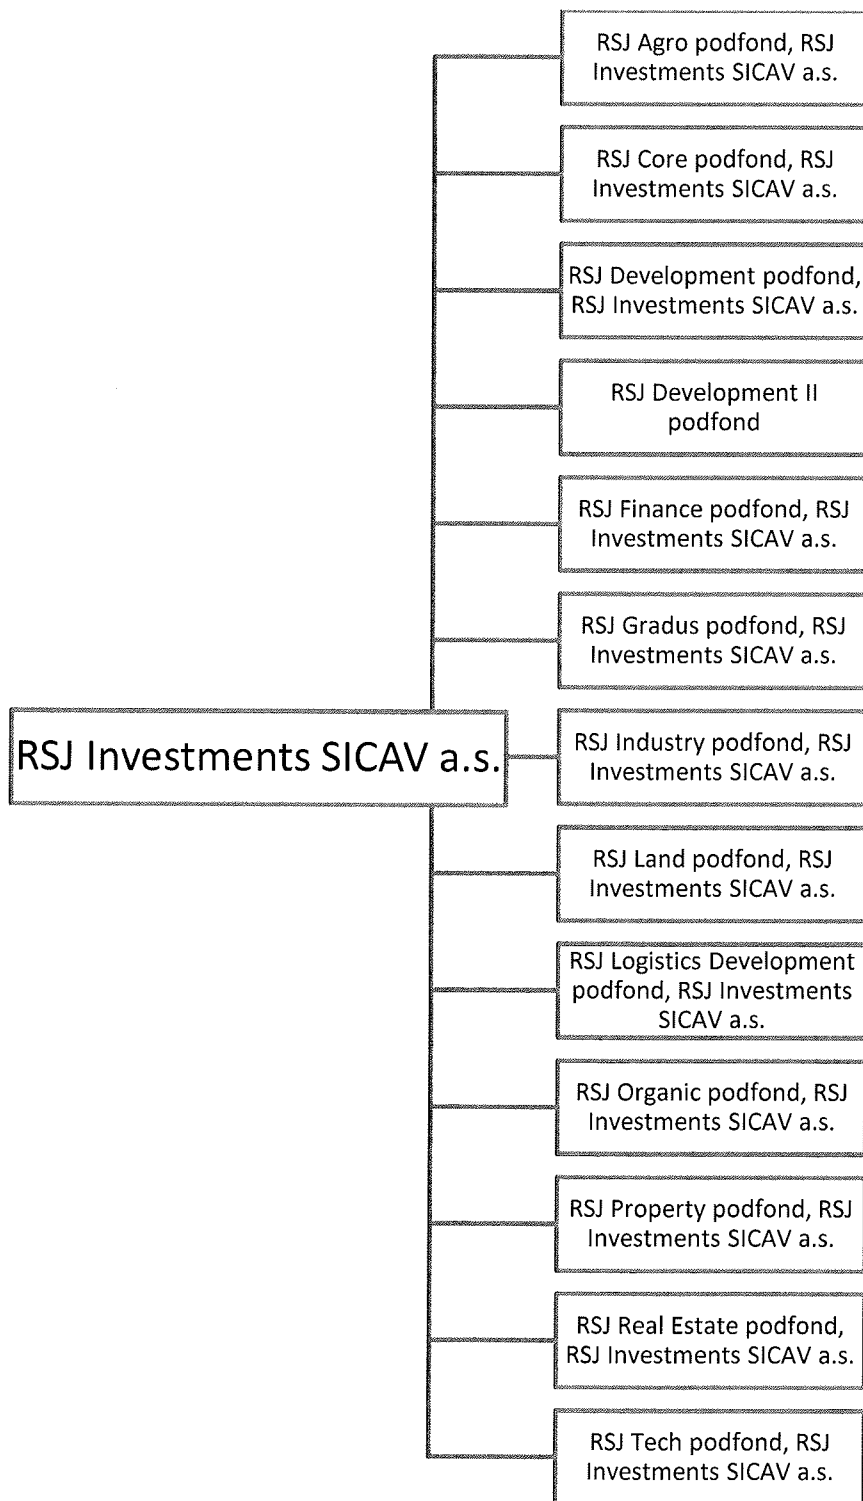 RSJ Agro podfond, RSJ
Investments SICAV a.s.
RSJ Core podfond, RSJ
Investments SICAV a.s.
RSJ Development podfond,
RSJ Investments SICAV a.s.
RSJ Development II
podfond
RSJ Finance podfond, RSJ
Investments SICAV a.s.
RSJ Gradus podfond, RSJ
Investments SICAV a.s.
RSJ Investments SICAV a.s.
RSJ Industry podfond, RSJ
Investments SICAV a.s.
RSJ Land podfond, RSJ
Investments SICAV a.s.
RSJ Logistics Development
podfond, RSJ Investments
SICAV a.s.
RSJ Organic podfond, RSJ
Investments SICAV a.s.
RSJ Property podfond, RSJ
Investments SICAV a.s.
RSJ Real Estate podfond,
RSJ Investments SICAV a.s.
RSJ Tech podfond, RSJ
Investments SICAV a.s.